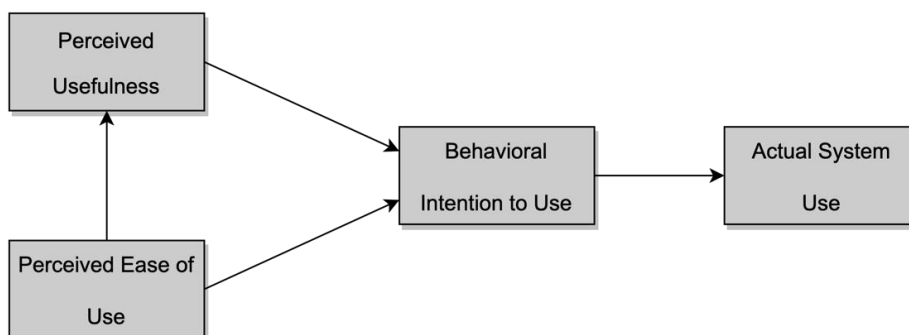 Perceived
Usefulness
Behavioral
Intention to Use
Actual System
Use
Perceived Ease of
Use